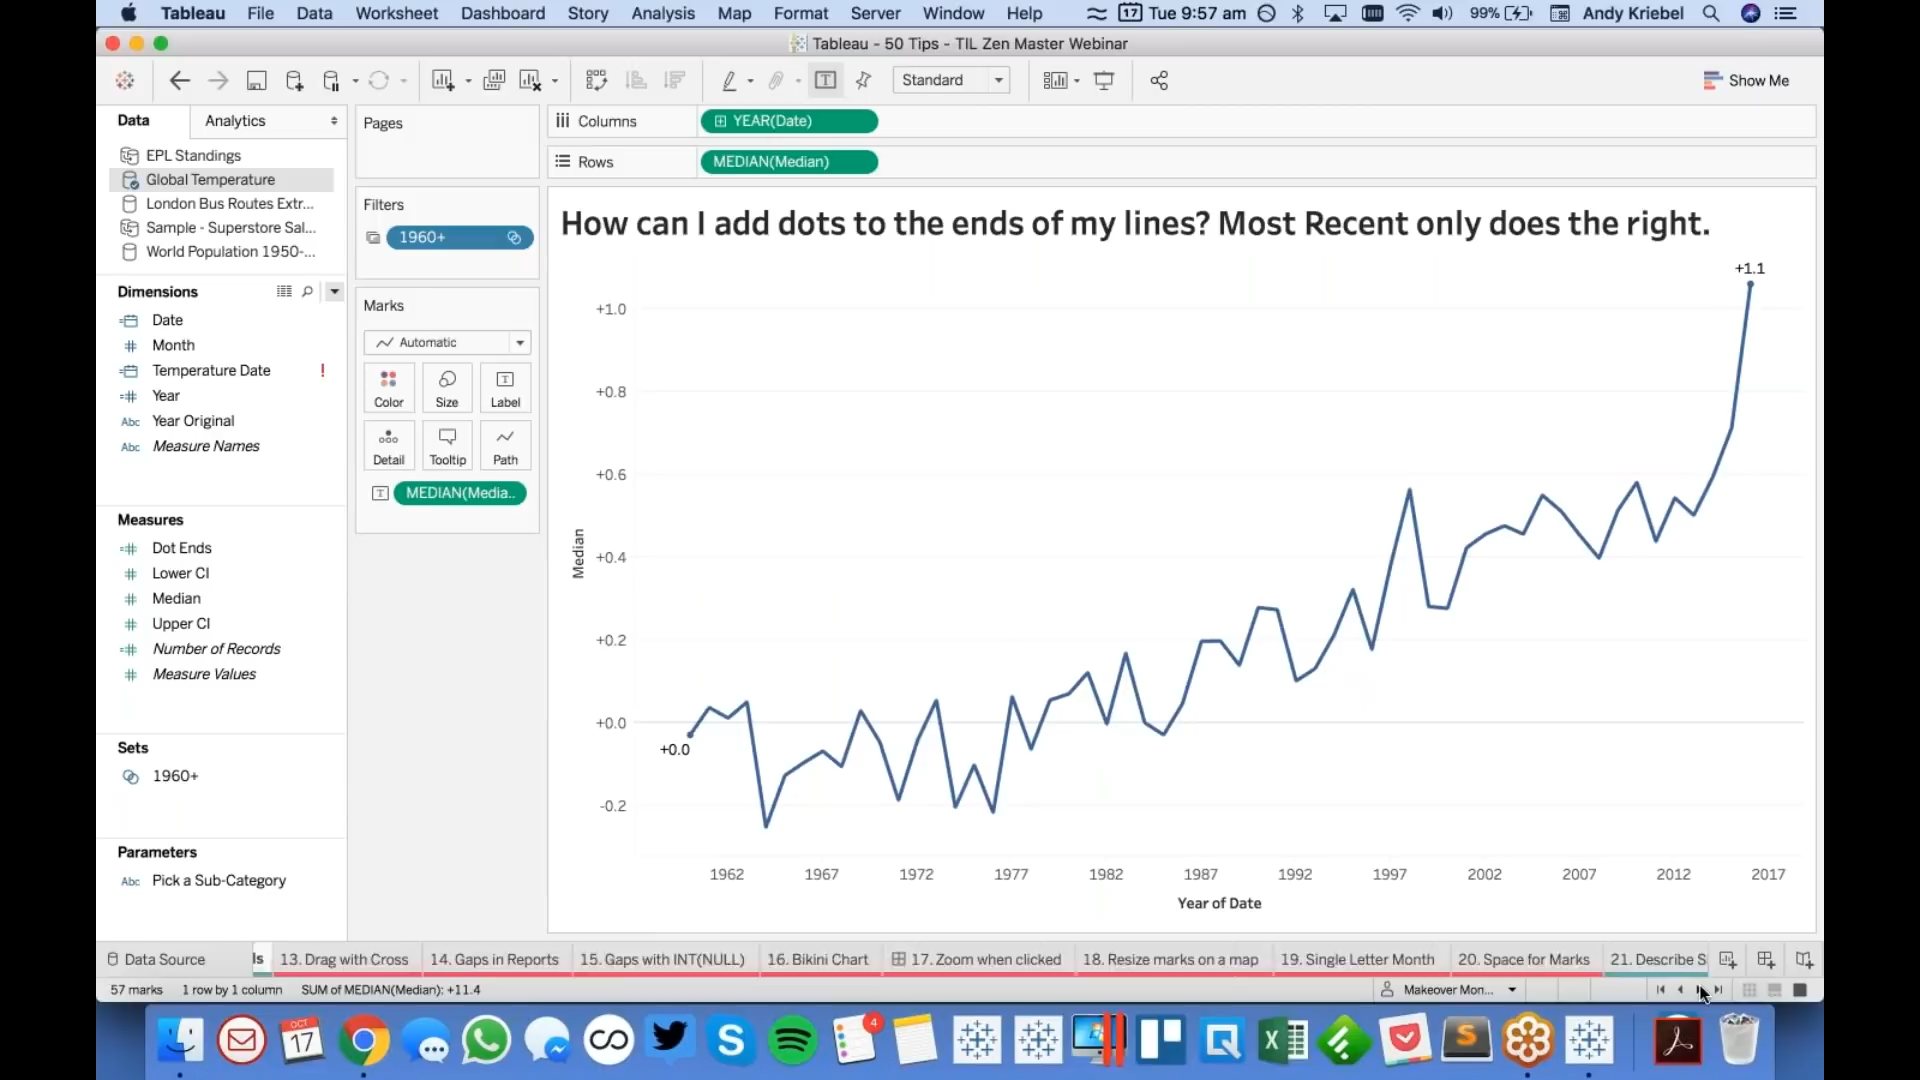 Tableau File Data Worksheet Dashboard Story Analysis Map Format Server Window Help 17 Tue 9:57 am 99% Andy Kriebel
Tableau - 50 Tips - TIL Zen Master Webinar
Standard
Show Me
Data
Analytics
EPL Standings
Global Temperature
London Bus Routes Extr...
Sample - Superstore Sal...
World Population 1950-...
Dimensions
Date
Month
Temperature Date !
Year
Abc Year Original
Abc Measure Names
Measures
Dot Ends
Lower CI
Median
Upper CI
Number of Records
Measure Values
Sets
1960+
Parameters
Abc Pick a Sub-Category
Pages
Filters
1960+
Marks
Automatic
Color
Size
Label
Detail
Tooltip
Path
MEDIAN(Media..
Columns
YEAR(Date)
Rows
MEDIAN(Median)
How can I add dots to the ends of my lines? Most Recent only does the right.
+1.1
+1.0
+0.8
+0.6
+0.4
+0.2
+0.0
-0.2
+0.0
Median
1962 1967 1972 1977 1982 1987 1992 1997 2002 2007 2012 2017
Year of Date
Data Source
ls
13. Drag with Cross
14. Gaps in Reports
15. Gaps with INT(NULL)
16. Bikini Chart
17. Zoom when clicked
18. Resize marks on a map
19. Single Letter Month
20. Space for Marks
21. Describe S
57 marks 1 row by 1 column SUM of MEDIAN(Median): +11.4
Makeover Mon...
OCT
17
4